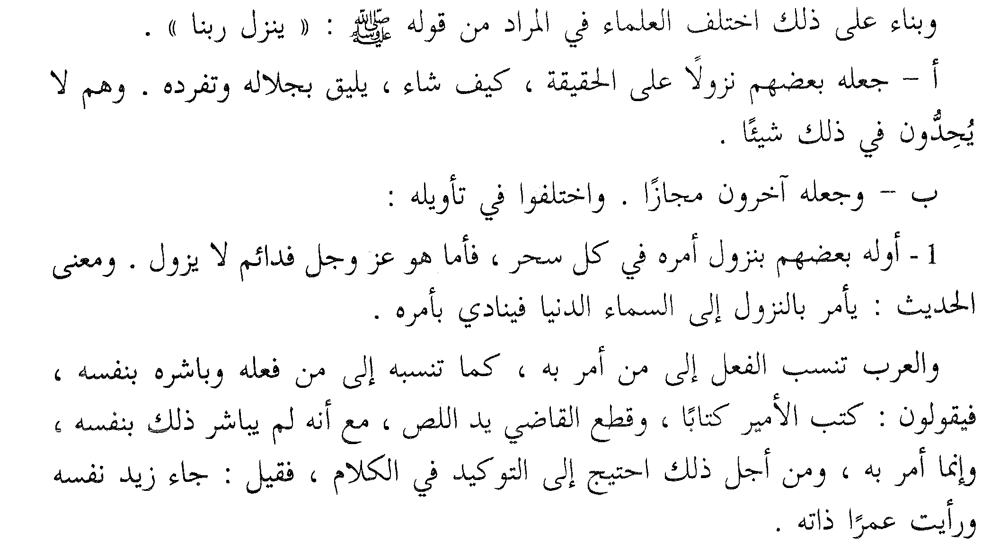 وبناء على ذلك اختلف العلماء في المراد من قوله ﷺ : « ينزل ربنا » .
أ – جعله بعضهم نزولًا على الحقيقة ، كيف شاء ، يليق بجلاله وتفرده . وهم لا
يُحِدُّون في ذلك شيئًا .
ب – وجعله آخرون مجازًا . واختلفوا في تأويله :
1 - أوله بعضهم بنزول أمره في كل سحر ، فأما هو عز وجل فدائم لا يزول . ومعنى
الحديث : يأمر بالنزول إلى السماء الدنيا فينادي بأمره .
والعرب تنسب الفعل إلى من أمر به ، كما تنسبه إلى من فعله وباشره بنفسه ،
فيقولون : كتب الأمير كتابًا ، وقطع القاضي يد اللص ، مع أنه لم يباشر ذلك بنفسه ،
وإنما أمر به ، ومن أجل ذلك احتيج إلى التوكيد في الكلام ، فقيل : جاء زيد نفسه
ورأيت عمرًا ذاته .